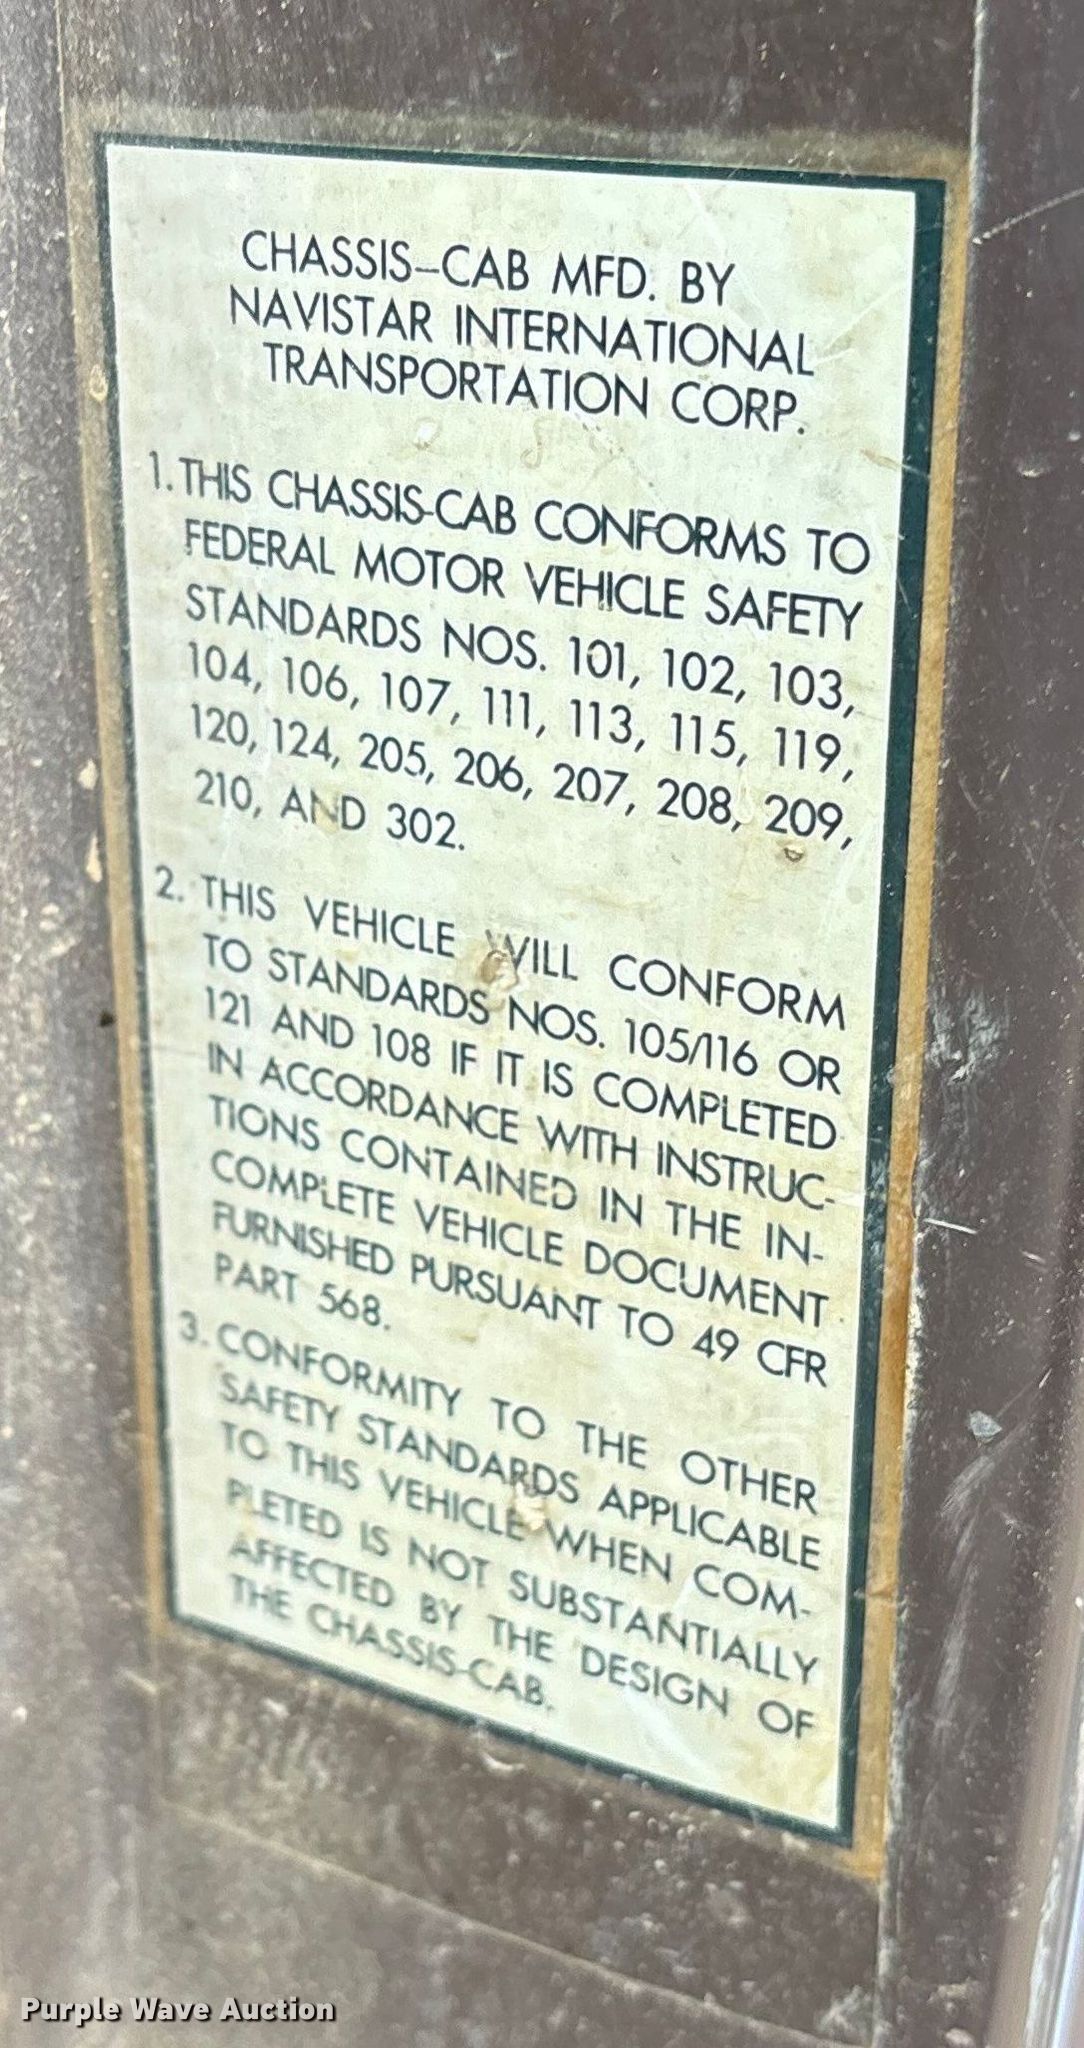 CHASSIS-CAB MFD. BY
NAVISTAR INTERNATIONAL
TRANSPORTATION CORP.
1. THIS CHASSIS-CAB CONFORMS TO
FEDERAL MOTOR VEHICLE SAFETY
STANDARDS NOS. 101, 102, 103,
104, 106, 107, 111, 113, 115, 119,
120, 124, 205, 206, 207, 208, 209,
210, AND 302.
2. THIS VEHICLE WILL CONFORM
TO STANDARDS NOS. 105/116 OR
121 AND 108 IF IT IS COMPLETED
IN ACCORDANCE WITH INSTRUC-
TIONS CONTAINED IN THE IN-
COMPLETE VEHICLE DOCUMENT
FURNISHED PURSUANT TO 49 CFR
PART 568.
3. CONFORMITY TO THE OTHER
SAFETY STANDARDS APPLICABLE
TO THIS VEHICLE WHEN COM-
PLETED IS NOT SUBSTANTIALLY
AFFECTED BY THE DESIGN OF
THE CHASSIS-CAB.
Purple Wave Auction